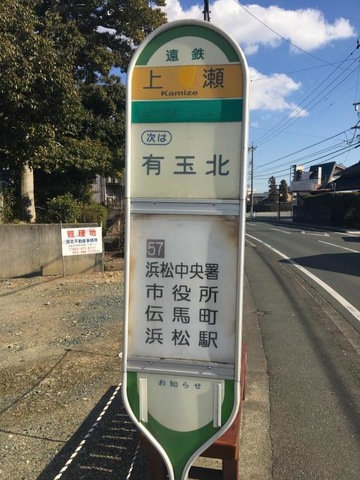 遠鉄
上瀬
Kamize
次は
有玉北
57
浜松中央署
市役所
伝馬町
浜松駅
お知らせ
管理地